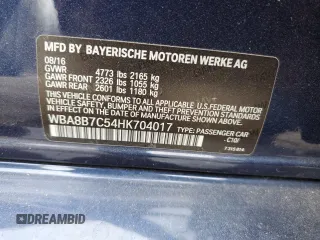 MFD BY BAYERISCHE MOTOREN WERKE AG
08/16
GVWR 4773 lbs 2165 kg
GAWR FRONT 2326 lbs 1055 kg
GAWR REAR 2601 lbs 1180 kg
THIS VEHICLE CONFORMS TO ALL APPLICABLE
U.S. FEDERAL MOTOR VEHICLE SAFETY,
BUMPER, AND THEFT PREVENTION
STANDARDS IN EFFECT ON THE DATE OF
MANUFACTURE SHOWN ABOVE.
WBA8B7C54HK704017 TYPE: PASSENGER CAR
-C10/
DREAMBID